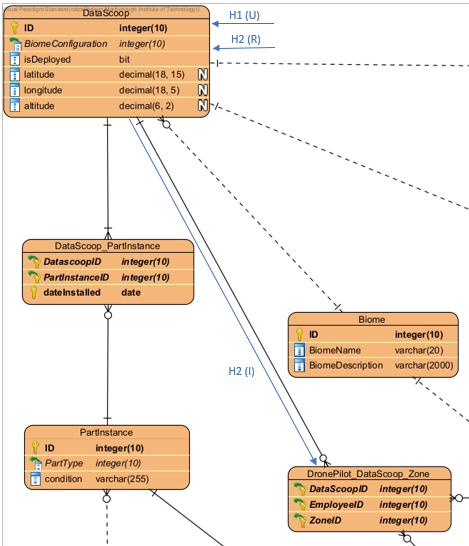 DataScoop
ID integer(10)
BiomeConfiguration integer(10)
isDeployed bit
latitude decimal(18, 15) N
longitude decimal(18, 5) N
altitude decimal(6, 2) N
H1 (U)
H2 (R)
DataScoop_PartInstance
DatascoopID integer(10)
PartInstanceID integer(10)
dateInstalled date
Biome
ID integer(10)
BiomeName varchar(20)
BiomeDescription varchar(2000)
H2 (I)
PartInstance
ID integer(10)
PartType integer(10)
condition varchar(255)
DronePilot_DataScoop_Zone
DataScoopID integer(10)
EmployeeID integer(10)
ZoneID integer(10)